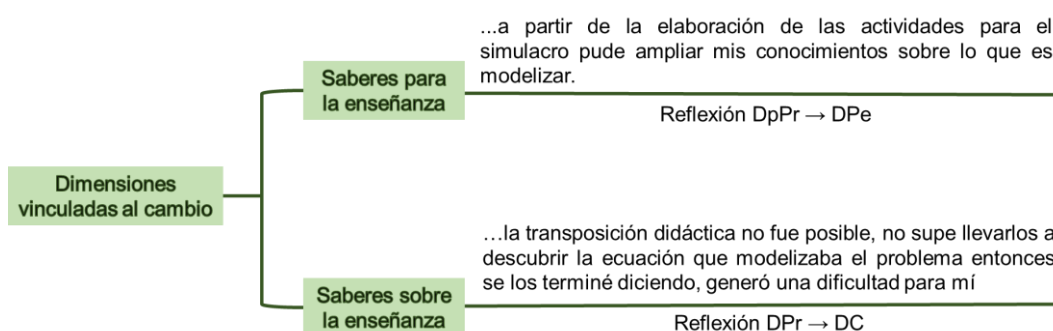 ...a partir de la elaboración de las actividades para el
simulacro pude ampliar mis conocimientos sobre lo que es
modelizar.
Saberes para
la enseñanza
Reflexión DpPr → DPe
Dimensiones
vinculadas al cambio
…la transposición didáctica no fue posible, no supe llevarlos a
descubrir la ecuación que modelizaba el problema entonces
se los terminé diciendo, generó una dificultad para mí
Saberes sobre
la enseñanza
Reflexión DPr → DC